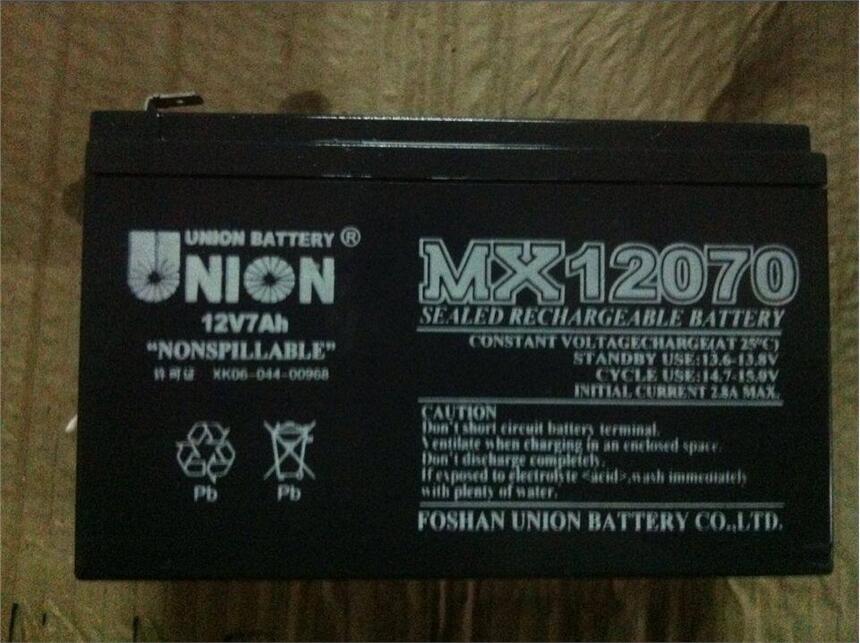 UNION BATTERY ®
UNION
12V7Ah
"NONSPILLABLE"
许可证 XK06-044-00968
Pb
Pb
MX12070
SEALED RECHARGEABLE BATTERY
CONSTANT VOLTAGECHARGE(AT 25°C)
STANDBY USE:13.6-13.8V
CYCLE USE:14.7-15.0V
INITIAL CURRENT 2.8A MAX.
CAUTION
Don't short circuit battery terminal.
Ventilate when charging in an enclosed space.
Don't discharge completely.
If exposed to electrolyte <acid>,wash immediately
with plenty of water.
FOSHAN UNION BATTERY CO.,LTD.